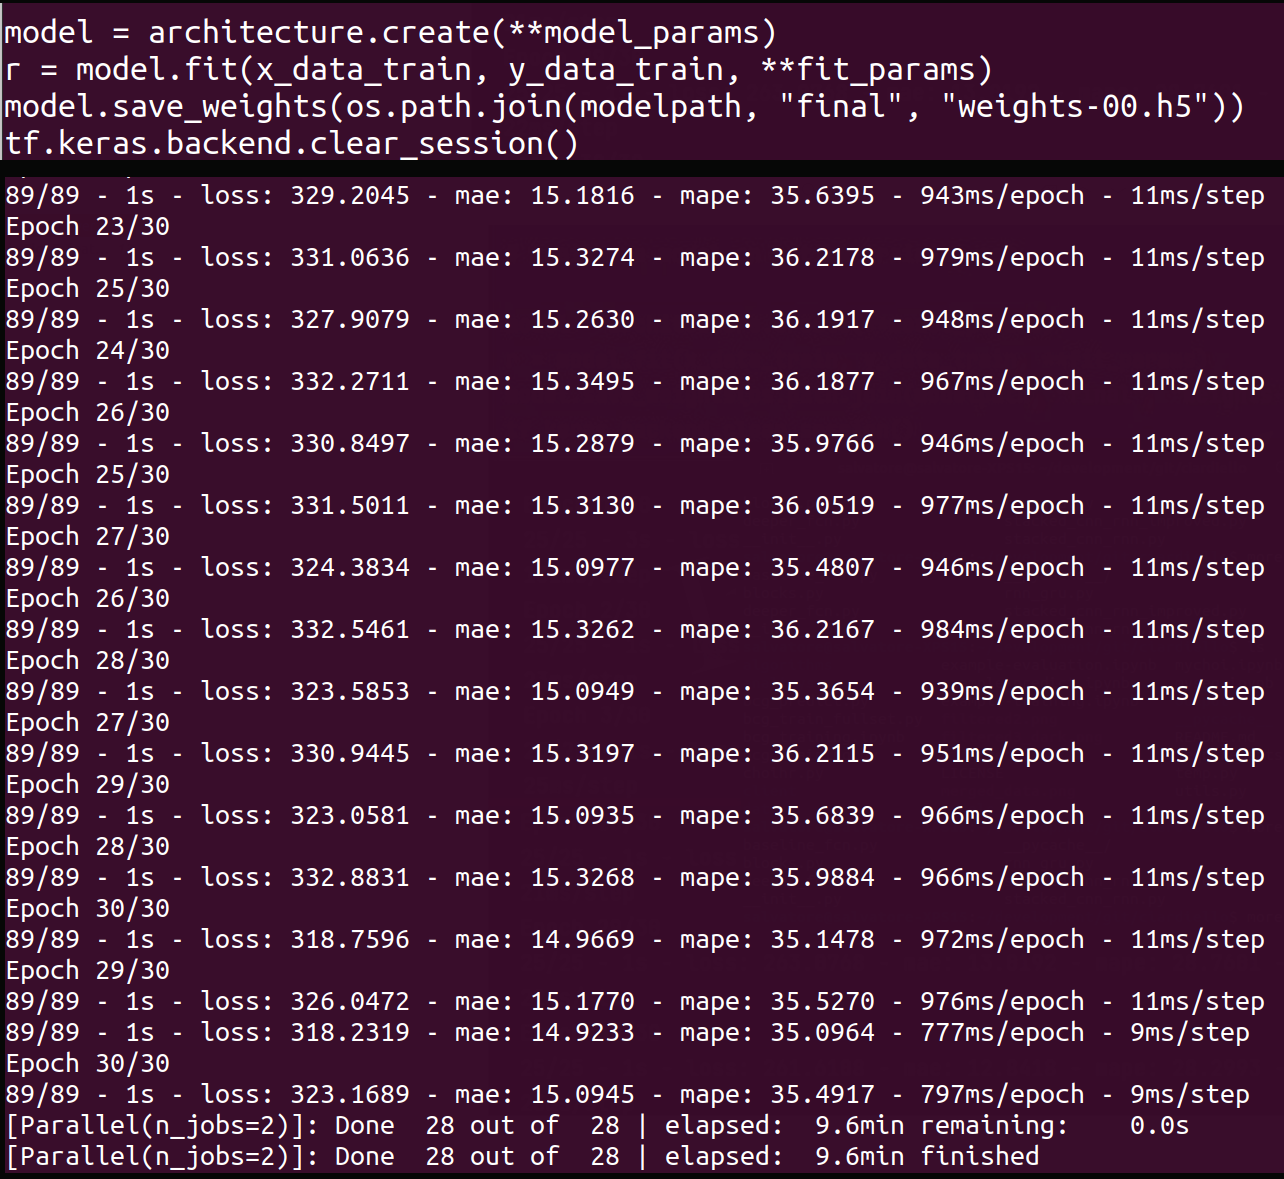 model = architecture.create(**model_params)
r = model.fit(x_data_train, y_data_train, **fit_params)
model.save_weights(os.path.join(modelpath, "final", "weights-00.h5"))
tf.keras.backend.clear_session()
89/89 - 1s - loss: 329.2045 - mae: 15.1816 - mape: 35.6395 - 943ms/epoch - 11ms/step
Epoch 23/30
89/89 - 1s - loss: 331.0636 - mae: 15.3274 - mape: 36.2178 - 979ms/epoch - 11ms/step
Epoch 25/30
89/89 - 1s - loss: 327.9079 - mae: 15.2630 - mape: 36.1917 - 948ms/epoch - 11ms/step
Epoch 24/30
89/89 - 1s - loss: 332.2711 - mae: 15.3495 - mape: 36.1877 - 967ms/epoch - 11ms/step
Epoch 26/30
89/89 - 1s - loss: 330.8497 - mae: 15.2879 - mape: 35.9766 - 946ms/epoch - 11ms/step
Epoch 25/30
89/89 - 1s - loss: 331.5011 - mae: 15.3130 - mape: 36.0519 - 977ms/epoch - 11ms/step
Epoch 27/30
89/89 - 1s - loss: 324.3834 - mae: 15.0977 - mape: 35.4807 - 946ms/epoch - 11ms/step
Epoch 26/30
89/89 - 1s - loss: 332.5461 - mae: 15.3262 - mape: 36.2167 - 984ms/epoch - 11ms/step
Epoch 28/30
89/89 - 1s - loss: 323.5853 - mae: 15.0949 - mape: 35.3654 - 939ms/epoch - 11ms/step
Epoch 27/30
89/89 - 1s - loss: 330.9445 - mae: 15.3197 - mape: 36.2115 - 951ms/epoch - 11ms/step
Epoch 29/30
89/89 - 1s - loss: 323.0581 - mae: 15.0935 - mape: 35.6839 - 966ms/epoch - 11ms/step
Epoch 28/30
89/89 - 1s - loss: 332.8831 - mae: 15.3268 - mape: 35.9884 - 966ms/epoch - 11ms/step
Epoch 30/30
89/89 - 1s - loss: 318.7596 - mae: 14.9669 - mape: 35.1478 - 972ms/epoch - 11ms/step
Epoch 29/30
89/89 - 1s - loss: 326.0472 - mae: 15.1770 - mape: 35.5270 - 976ms/epoch - 11ms/step
89/89 - 1s - loss: 318.2319 - mae: 14.9233 - mape: 35.0964 - 777ms/epoch - 9ms/step
Epoch 30/30
89/89 - 1s - loss: 323.1689 - mae: 15.0945 - mape: 35.4917 - 797ms/epoch - 9ms/step
[Parallel(n_jobs=2)]: Done  28 out of  28 | elapsed:  9.6min remaining:    0.0s
[Parallel(n_jobs=2)]: Done  28 out of  28 | elapsed:  9.6min finished